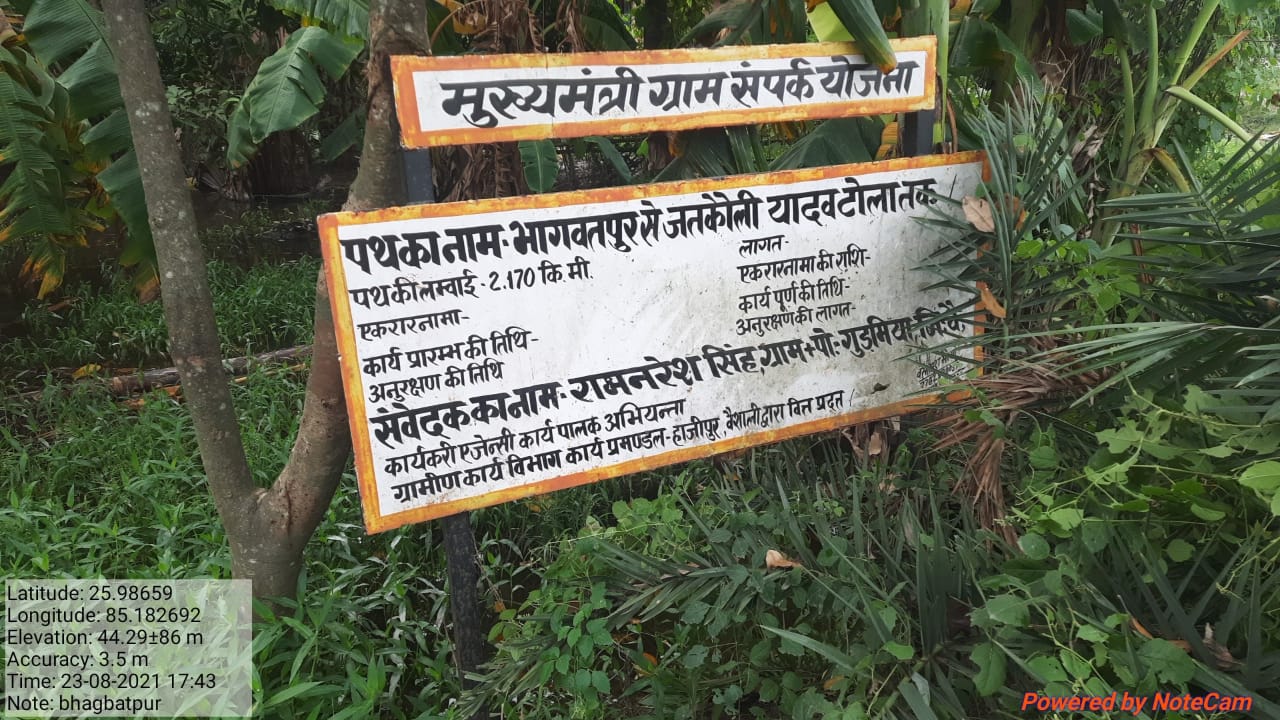 मुख्यमंत्री ग्राम संपर्क योजना
पथ का नाम- भागवतपुर से जतकौली यादव टोला तक
पथ की लम्बाई - 2.170 कि.मी.
एकरारनामा-
कार्य प्रारम्भ की तिथि-
अनुरक्षण की तिथि
लागत-
एकरारनामा की राशि-
कार्य पूर्ण की तिथि-
अनुरक्षण की लागत-
संवेदक का नाम- रामनरेश सिंह, ग्राम+पो- गुड़मिया, जि. वै.
कार्यकरी एजेन्सी कार्य पालक अभियन्ता
ग्रामीण कार्य विभाग कार्य प्रमण्डल- हाजीपुर, वैशाली द्वारा वित्त प्रदत
Latitude: 25.98659
Longitude: 85.182692
Elevation: 44.29±86 m
Accuracy: 3.5 m
Time: 23-08-2021 17:43
Note: bhagbatpur
Powered by NoteCam